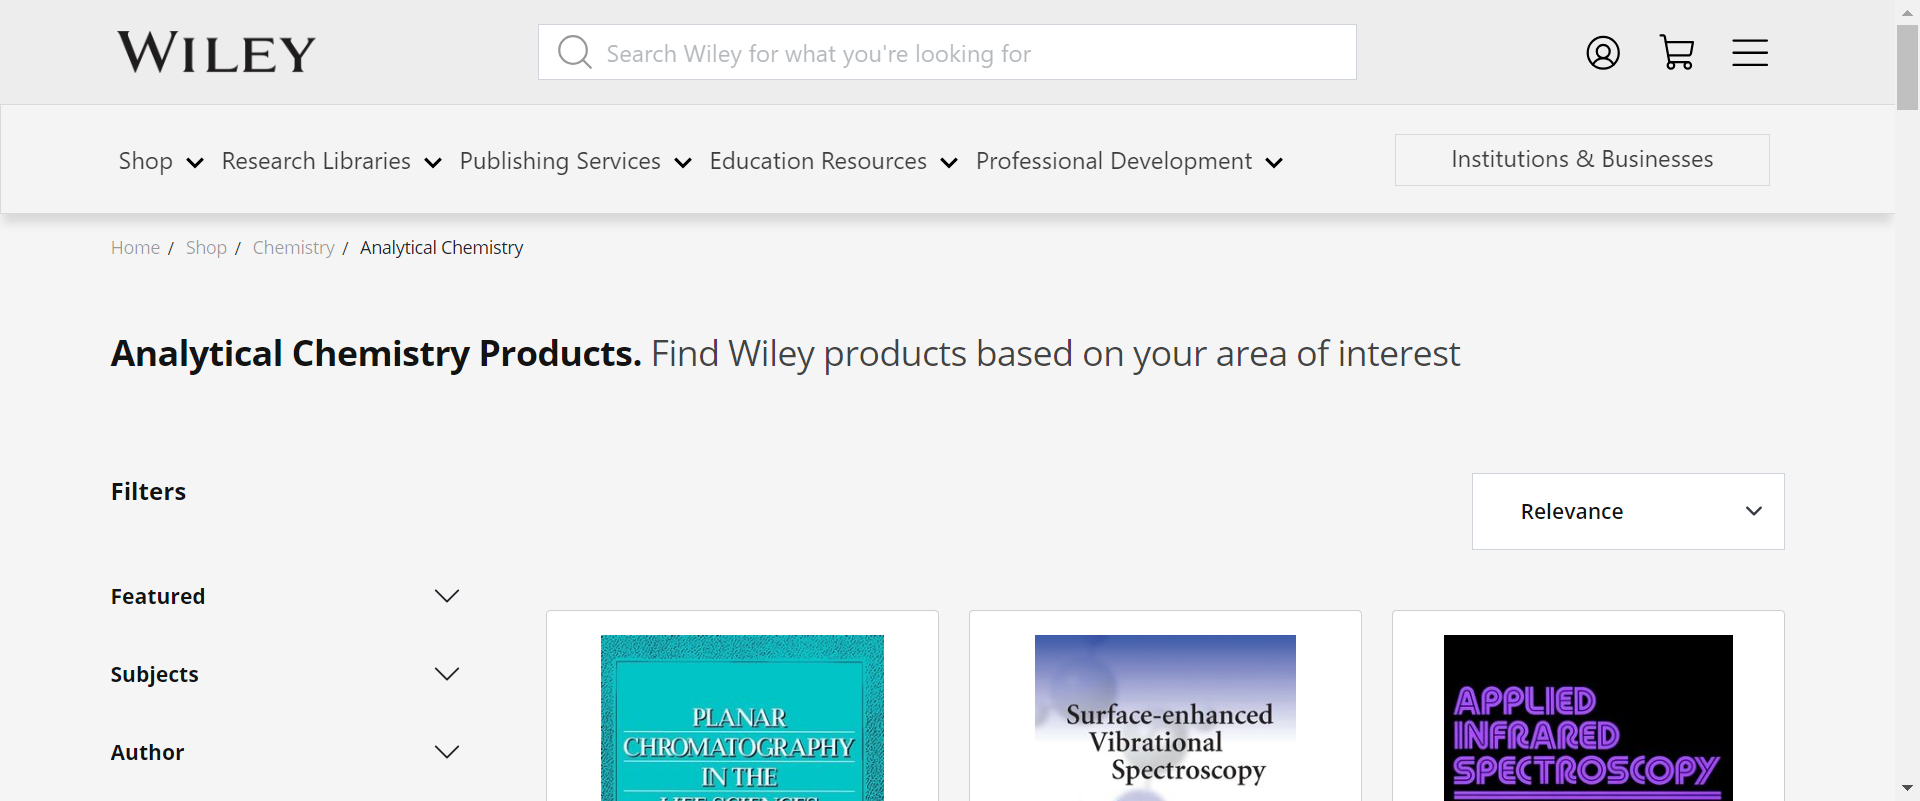 WILEY
Search Wiley for what you're looking for
Shop
Research Libraries
Publishing Services
Education Resources
Professional Development
Institutions & Businesses
Home / Shop / Chemistry / Analytical Chemistry
Analytical Chemistry Products. Find Wiley products based on your area of interest
Filters
Relevance
Featured
Subjects
Author
PLANAR
CHROMATOGRAPHY
IN THE
LIFE SCIENCES
Surface-enhanced
Vibrational
Spectroscopy
APPLIED
INFRARED
SPECTROSCOPY